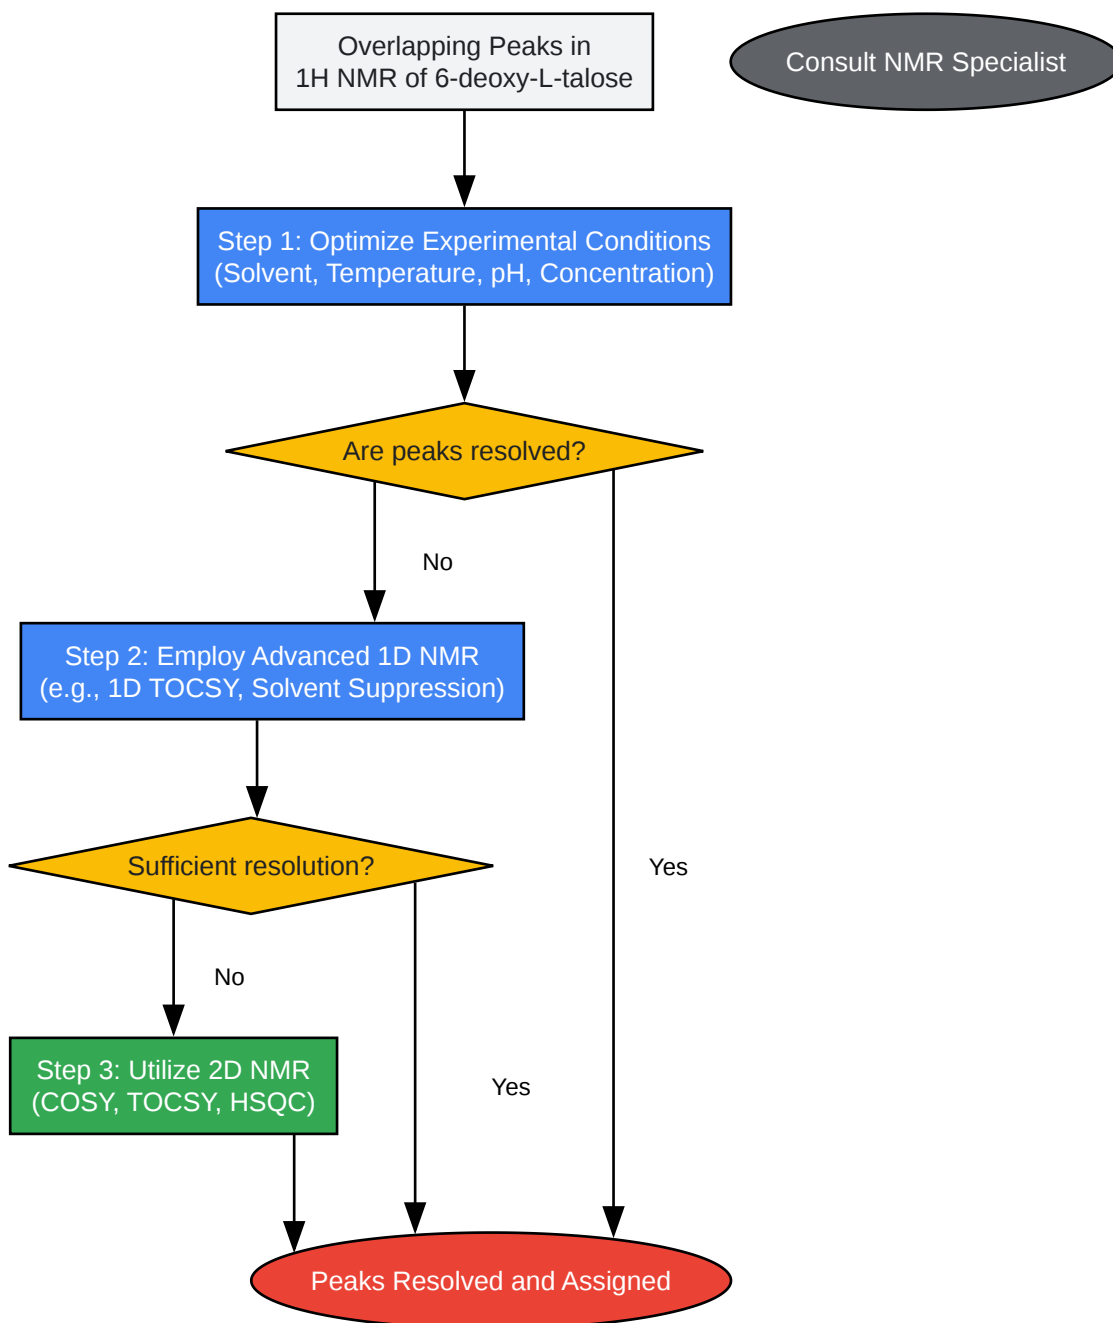 Overlapping Peaks in
1H NMR of 6-deoxy-L-talose
Consult NMR Specialist
Step 1: Optimize Experimental Conditions
(Solvent, Temperature, pH, Concentration)
Are peaks resolved?
No
Step 2: Employ Advanced 1D NMR
(e.g., 1D TOCSY, Solvent Suppression)
Sufficient resolution?
Yes
No
Step 3: Utilize 2D NMR
(COSY, TOCSY, HSQC)
Yes
Peaks Resolved and Assigned